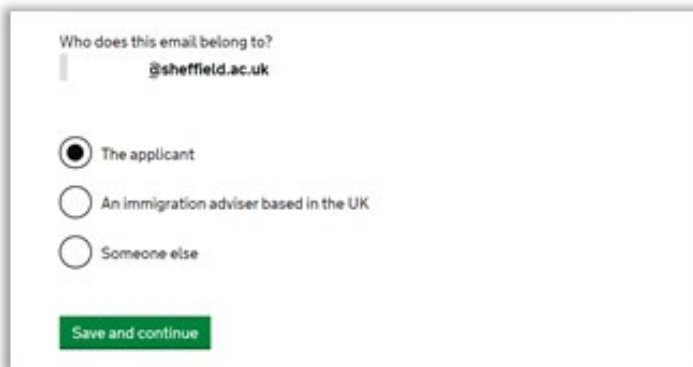 Who does this email belong to?
@sheffield.ac.uk
The applicant
An immigration adviser based in the UK
Someone else
Save and continue